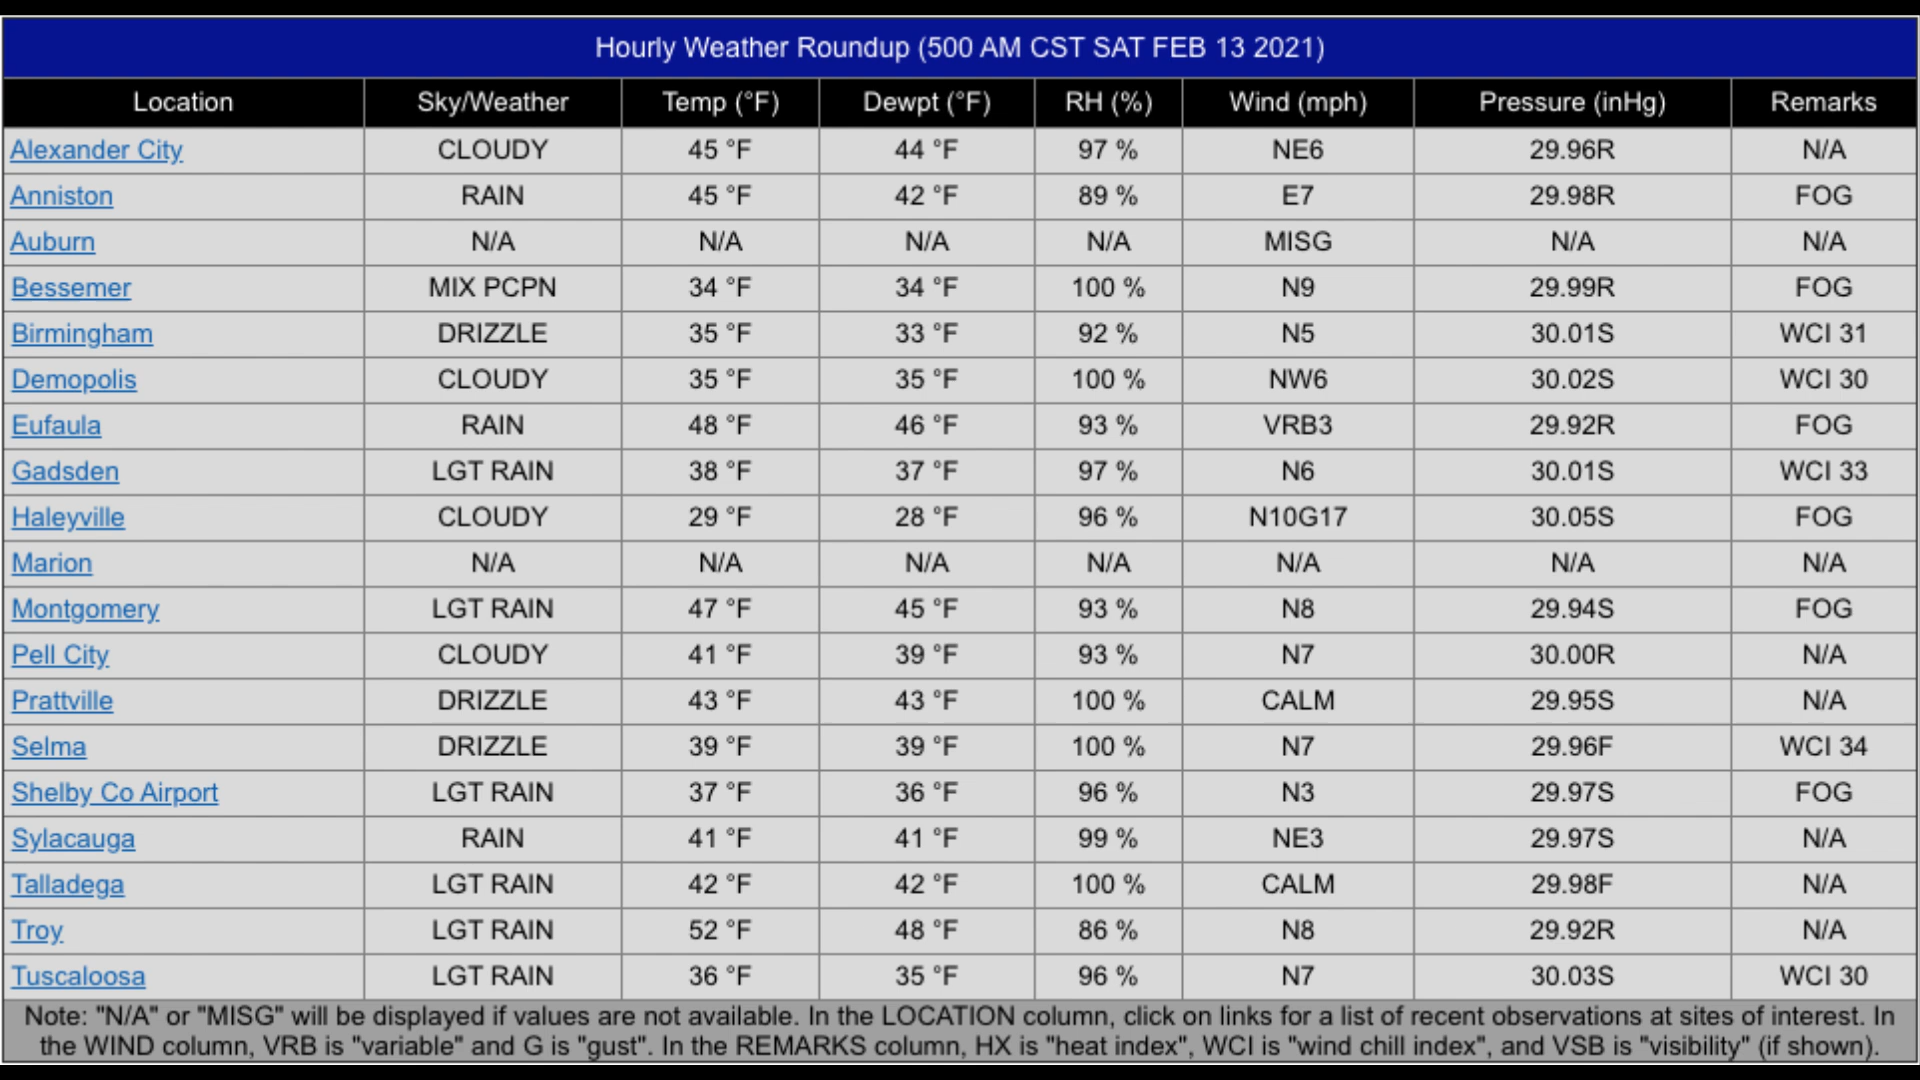 Hourly Weather Roundup (500 AM CST SAT FEB 13 2021)
Location Sky/Weather Temp (°F) Dewpt (°F) RH (%) Wind (mph) Pressure (inHg) Remarks
Alexander City CLOUDY 45 °F 44 °F 97 % NE6 29.96R N/A
Anniston RAIN 45 °F 42 °F 89 % E7 29.98R FOG
Auburn N/A N/A N/A N/A MISG N/A N/A
Bessemer MIX PCPN 34 °F 34 °F 100 % N9 29.99R FOG
Birmingham DRIZZLE 35 °F 33 °F 92 % N5 30.01S WCI 31
Demopolis CLOUDY 35 °F 35 °F 100 % NW6 30.02S WCI 30
Eufaula RAIN 48 °F 46 °F 93 % VRB3 29.92R FOG
Gadsden LGT RAIN 38 °F 37 °F 97 % N6 30.01S WCI 33
Haleyville CLOUDY 29 °F 28 °F 96 % N10G17 30.05S FOG
Marion N/A N/A N/A N/A N/A N/A N/A
Montgomery LGT RAIN 47 °F 45 °F 93 % N8 29.94S FOG
Pell City CLOUDY 41 °F 39 °F 93 % N7 30.00R N/A
Prattville DRIZZLE 43 °F 43 °F 100 % CALM 29.95S N/A
Selma DRIZZLE 39 °F 39 °F 100 % N7 29.96F WCI 34
Shelby Co Airport LGT RAIN 37 °F 36 °F 96 % N3 29.97S FOG
Sylacauga RAIN 41 °F 41 °F 99 % NE3 29.97S N/A
Talladega LGT RAIN 42 °F 42 °F 100 % CALM 29.98F N/A
Troy LGT RAIN 52 °F 48 °F 86 % N8 29.92R N/A
Tuscaloosa LGT RAIN 36 °F 35 °F 96 % N7 30.03S WCI 30
Note: "N/A" or "MISG" will be displayed if values are not available. In the LOCATION column, click on links for a list of recent observations at sites of interest. In
the WIND column, VRB is "variable" and G is "gust". In the REMARKS column, HX is "heat index", WCI is "wind chill index", and VSB is "visibility" (if shown).